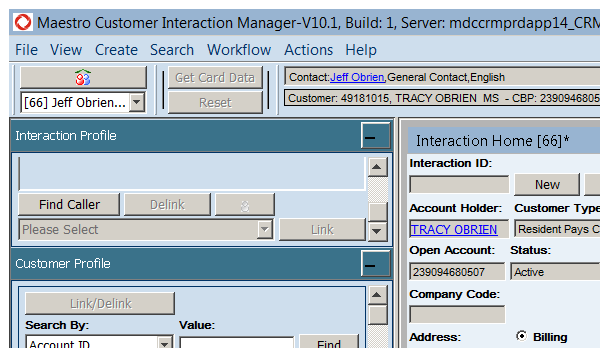 Maestro Customer Interaction Manager-V10.1, Build: 1, Server: mdccrmprdapp14_CRM
File View Create Search Workflow Actions Help
Get Card Data
Contact:Jeff Obrien,General Contact,English
[66] Jeff Obrien...
Reset
Customer: 49181015, TRACY OBRIEN MS - CBP: 2390946805
Interaction Profile
Find Caller Delink
Please Select Link
Customer Profile
Link/Delink
Search By: Value:
Account ID Find
Interaction Home [66]*
Interaction ID:
New
Account Holder: Customer Type
TRACY OBRIEN Resident Pays C
Open Account: Status:
239094680507 Active
Company Code:
Address: Billing